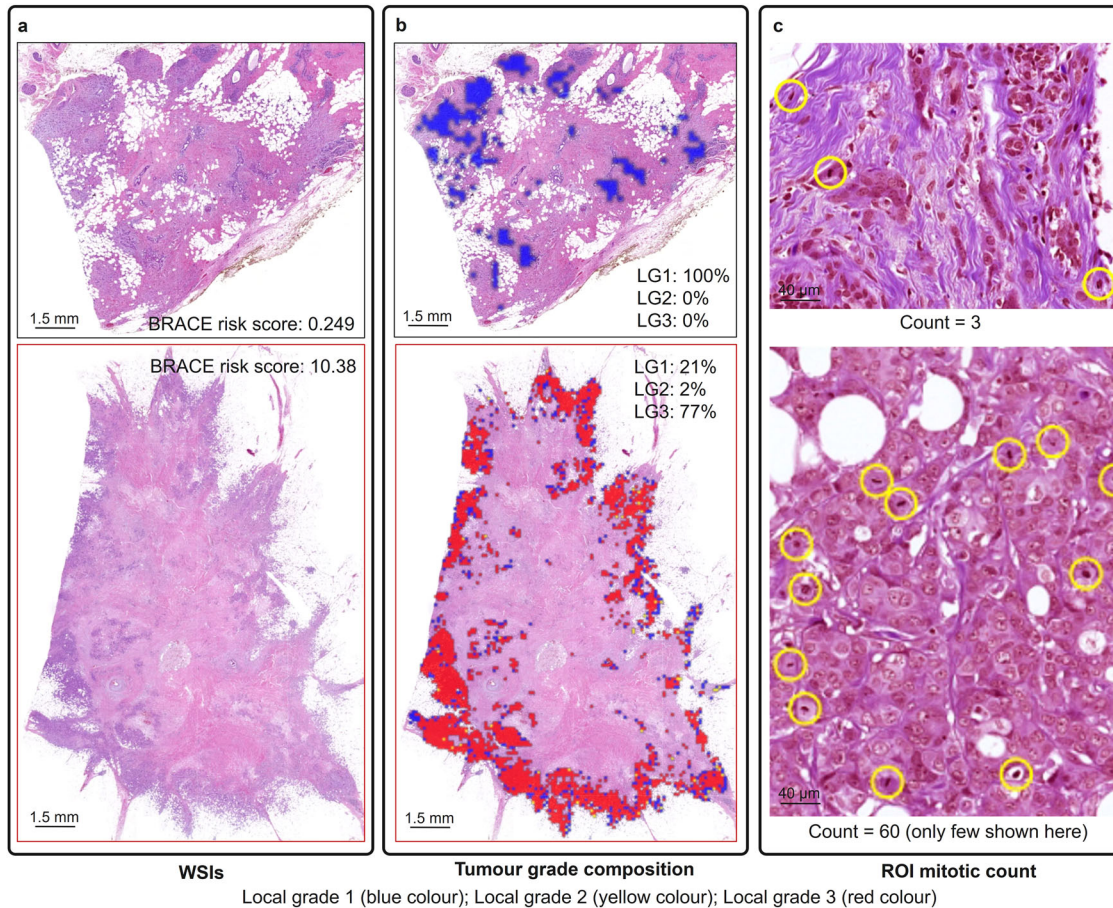 a
1.5 mm
BRACE risk score: 0.249
BRACE risk score: 10.38
1.5 mm
WSIs
b
LG1: 100%
LG2: 0%
LG3: 0%
1.5 mm
LG1: 21%
LG2: 2%
LG3: 77%
1.5 mm
Tumour grade composition
c
40 µm
Count = 3
40 µm
Count = 60 (only few shown here)
ROI mitotic count
Local grade 1 (blue colour); Local grade 2 (yellow colour); Local grade 3 (red colour)